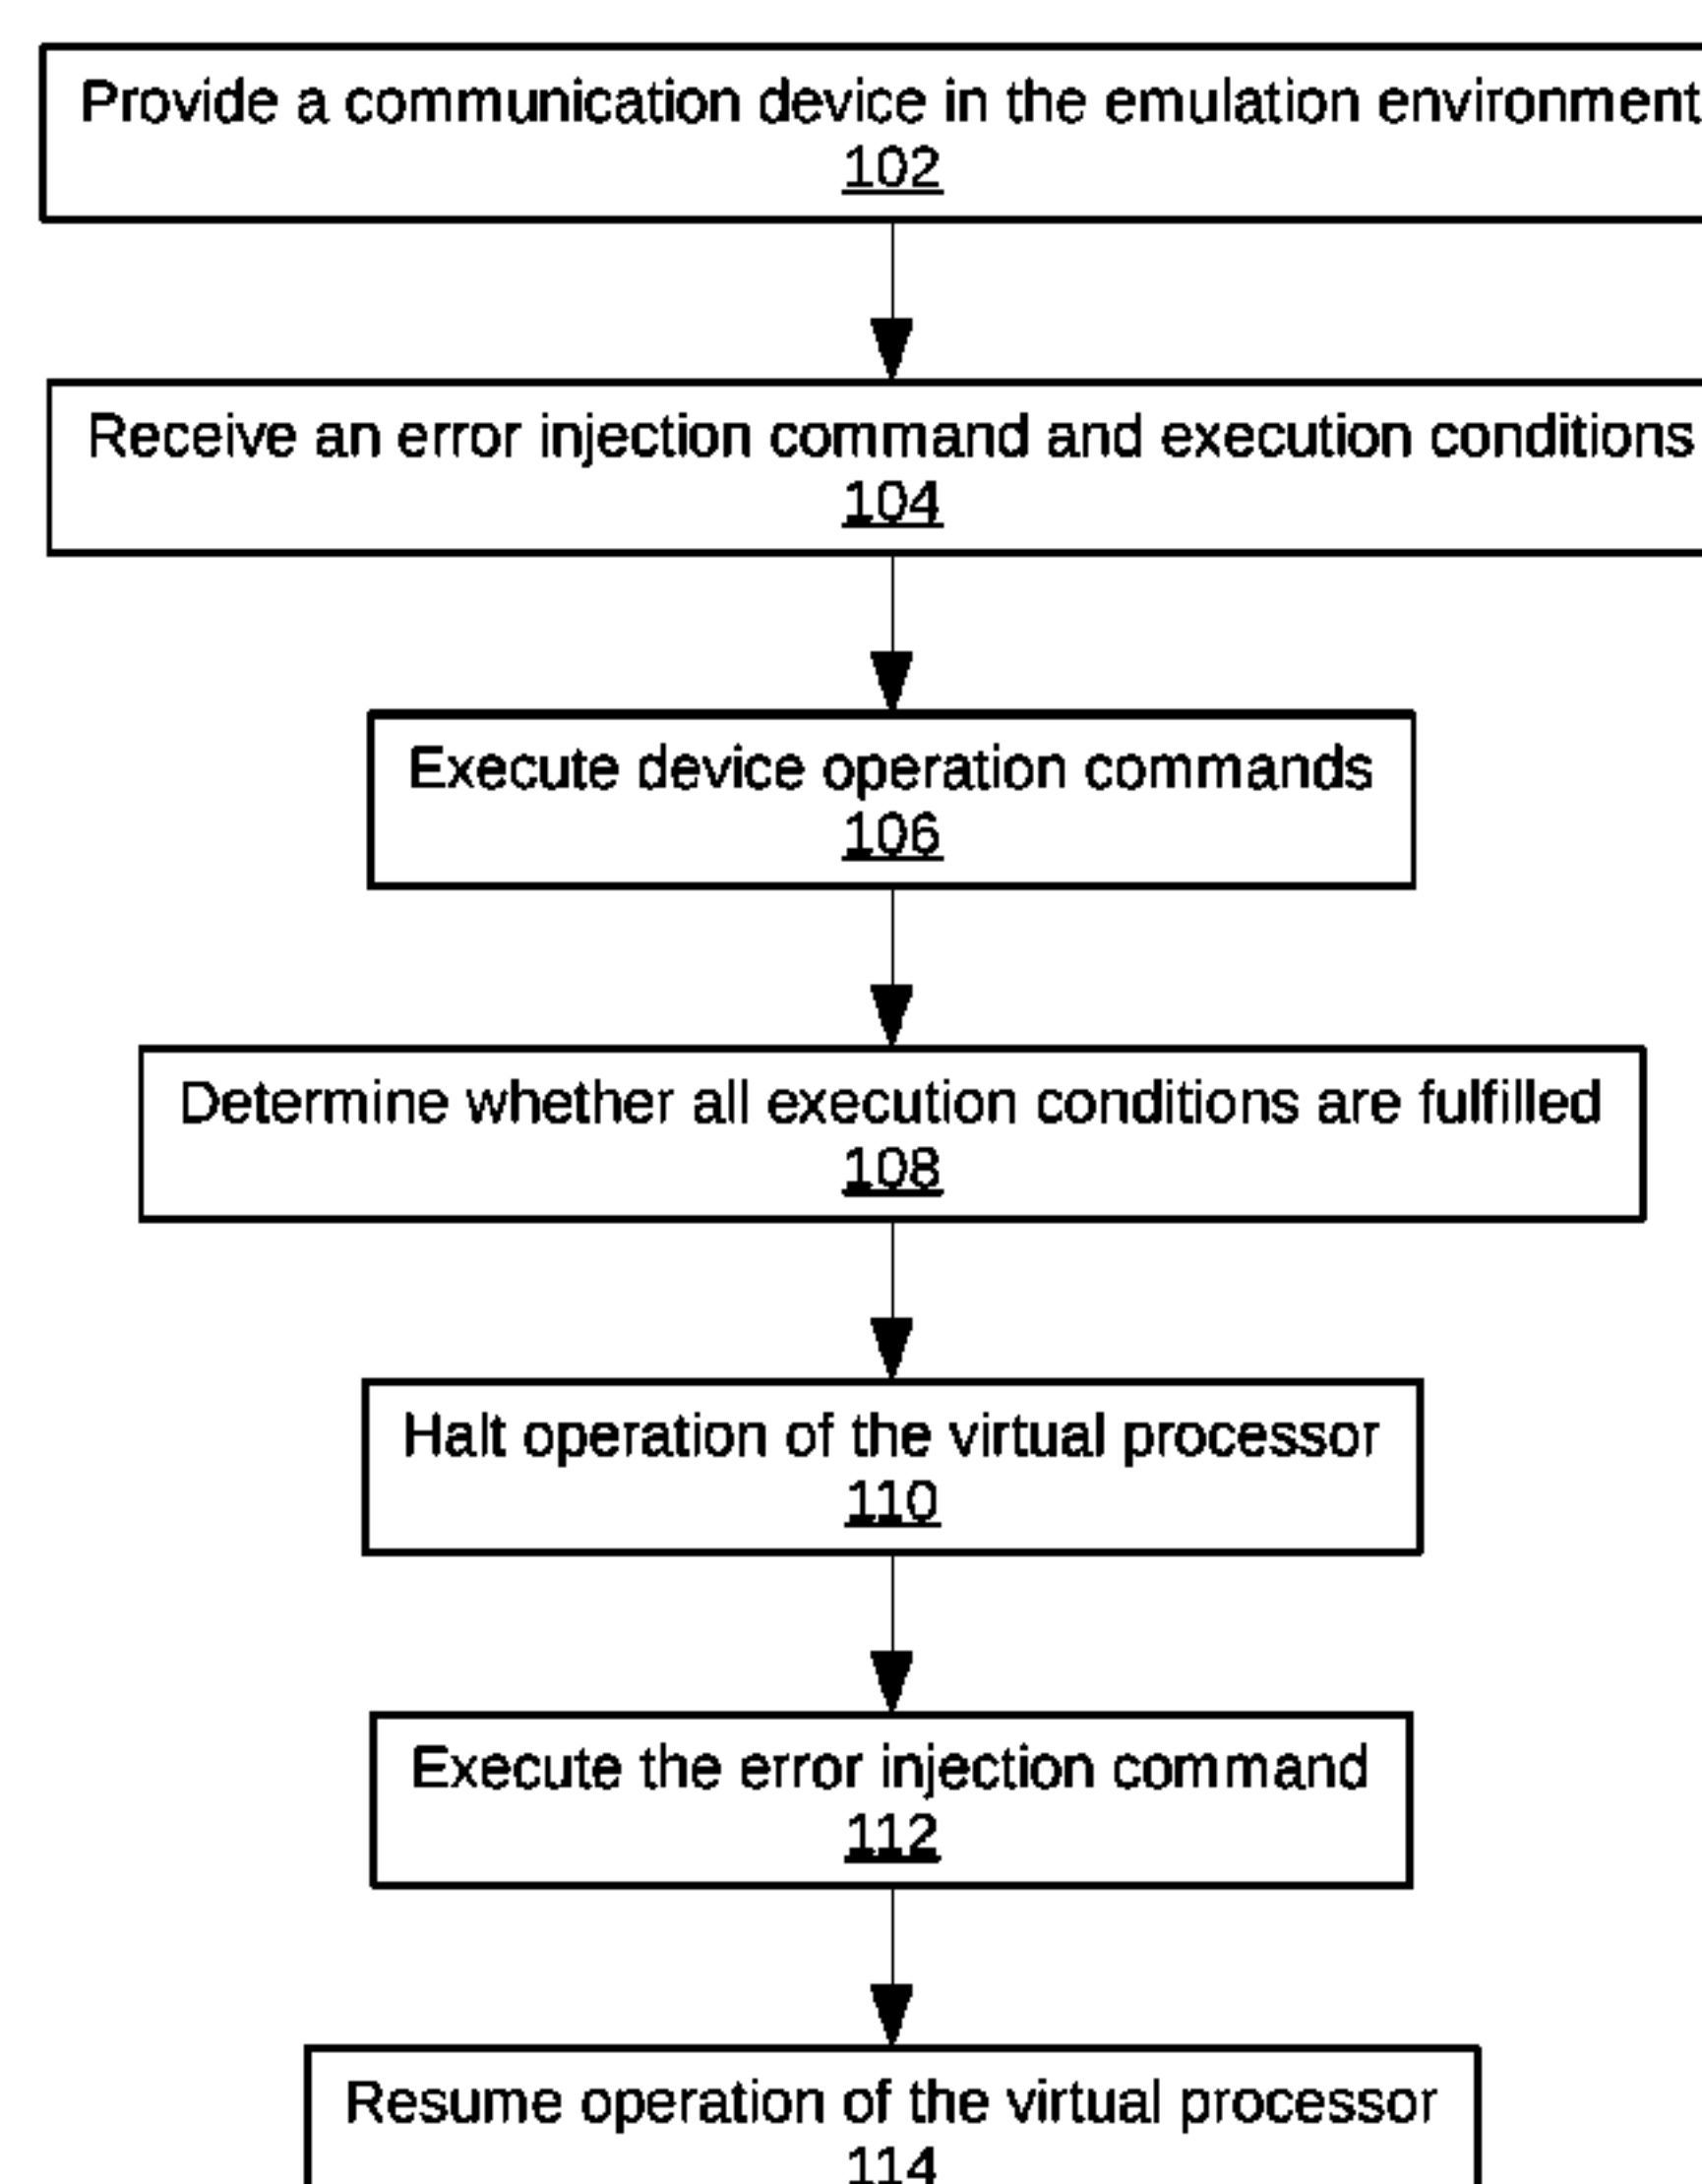 Provide a communication device in the emulation environment
102
Receive an error injection command and execution conditions
104
Execute device operation commands
106
Determine whether all execution conditions are fulfilled
108
Halt operation of the virtual processor
110
Execute the error injection command
112
Resume operation of the virtual processor
114